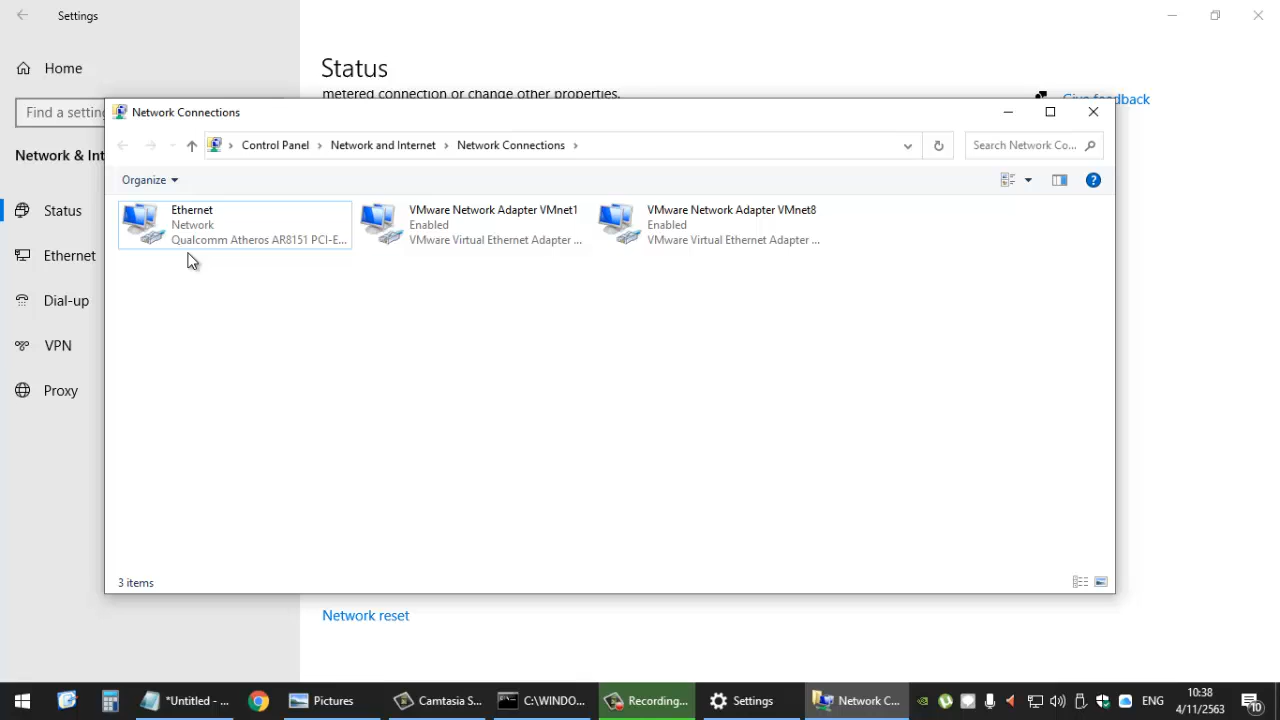 Settings
Home
Find a settin
Network & Int
Status
Ethernet
Dial-up
VPN
Proxy
Status
metered connection or change other properties.
Give feedback
Network Connections
Control Panel > Network and Internet > Network Connections >
Search Network Co...
Organize
Ethernet
Network
Qualcomm Atheros AR8151 PCI-E...
VMware Network Adapter VMnet1
Enabled
VMware Virtual Ethernet Adapter ...
VMware Network Adapter VMnet8
Enabled
VMware Virtual Ethernet Adapter ...
3 items
Network reset
*Untitled - ...
Pictures
Camtasia S...
C:\WINDO...
Recording...
Settings
Network C...
ENG
10:38
4/11/2563
10